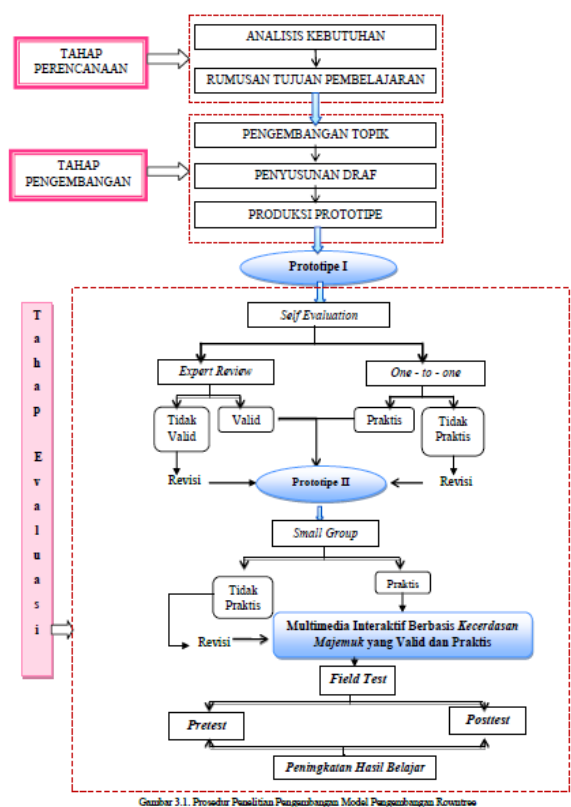 ANALISIS KEBUTUHAN
TAHAP
PERENCANAAN
RUMUSAN TUJUAN PEMBELAJARAN
PENGEMBANGAN TOPIK
TAHAP
PENGEMBANGAN
PENYUSUNAN DRAF
PRODUKSI PROTOTIPE
Prototipe I
Tahap Evaluasi
Self Evaluation
Expert Review
One - to - one
Tidak
Valid
Valid
Praktis
Tidak
Praktis
Revisi
Prototipe II
Revisi
Small Group
Tidak
Praktis
Praktis
Revisi
Multimedia Interaktif Berbasis Kecerdasan
Majemuk yang Valid dan Praktis
Field Test
Pretest
Posttest
Peningkatan Hasil Belajar
Gambar 3.1. Prosedur Penelitian Pengembangan Model Pengembangan Rowntree